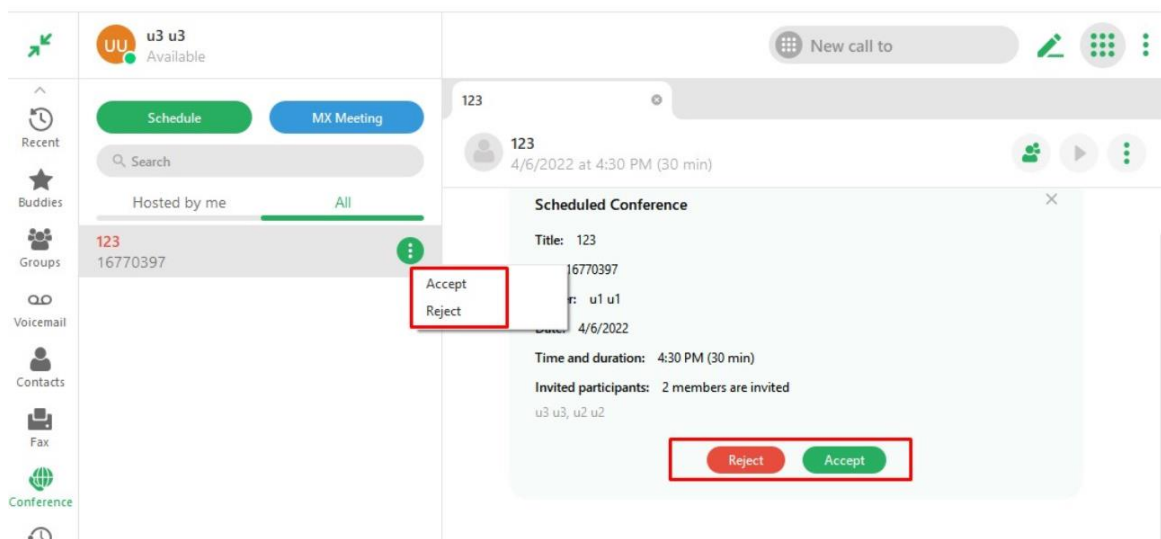 UU
u3 u3
Available
New call to
Recent
Buddies
Groups
Voicemail
Contacts
Fax
Conference
Schedule
MX Meeting
Search
Hosted by me
All
123
16770397
Accept
Reject
123
123
4/6/2022 at 4:30 PM (30 min)
Scheduled Conference
Title: 123
16770397
r: u1 u1
Date: 4/6/2022
Time and duration: 4:30 PM (30 min)
Invited participants: 2 members are invited
u3 u3, u2 u2
Reject
Accept